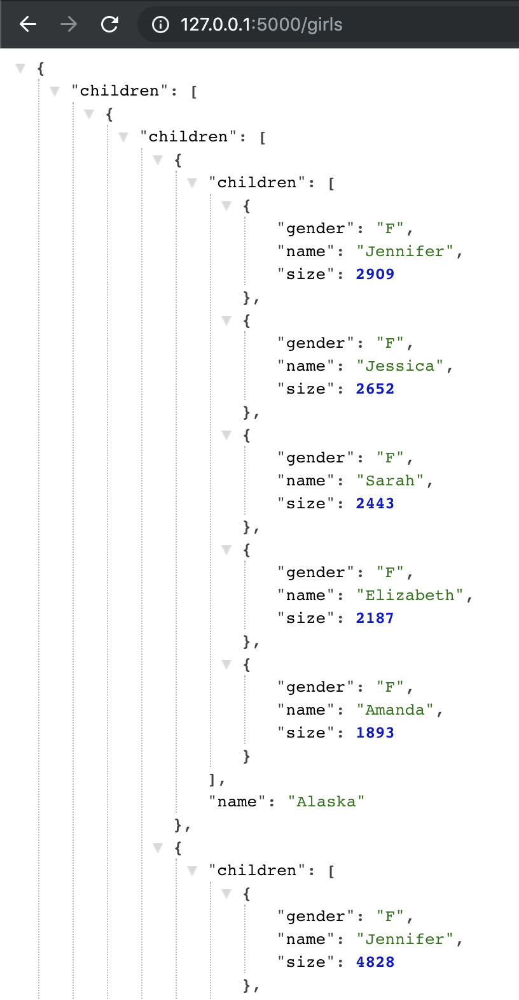 127.0.0.1:5000/girls
{
"children": [
{
"children": [
{
"children": [
{
"gender": "F",
"name": "Jennifer",
"size": 2909
},
{
"gender": "F",
"name": "Jessica",
"size": 2652
},
{
"gender": "F",
"name": "Sarah",
"size": 2443
},
{
"gender": "F",
"name": "Elizabeth",
"size": 2187
},
{
"gender": "F",
"name": "Amanda",
"size": 1893
}
],
"name": "Alaska"
},
{
"children": [
{
"gender": "F",
"name": "Jennifer",
"size": 4828
},